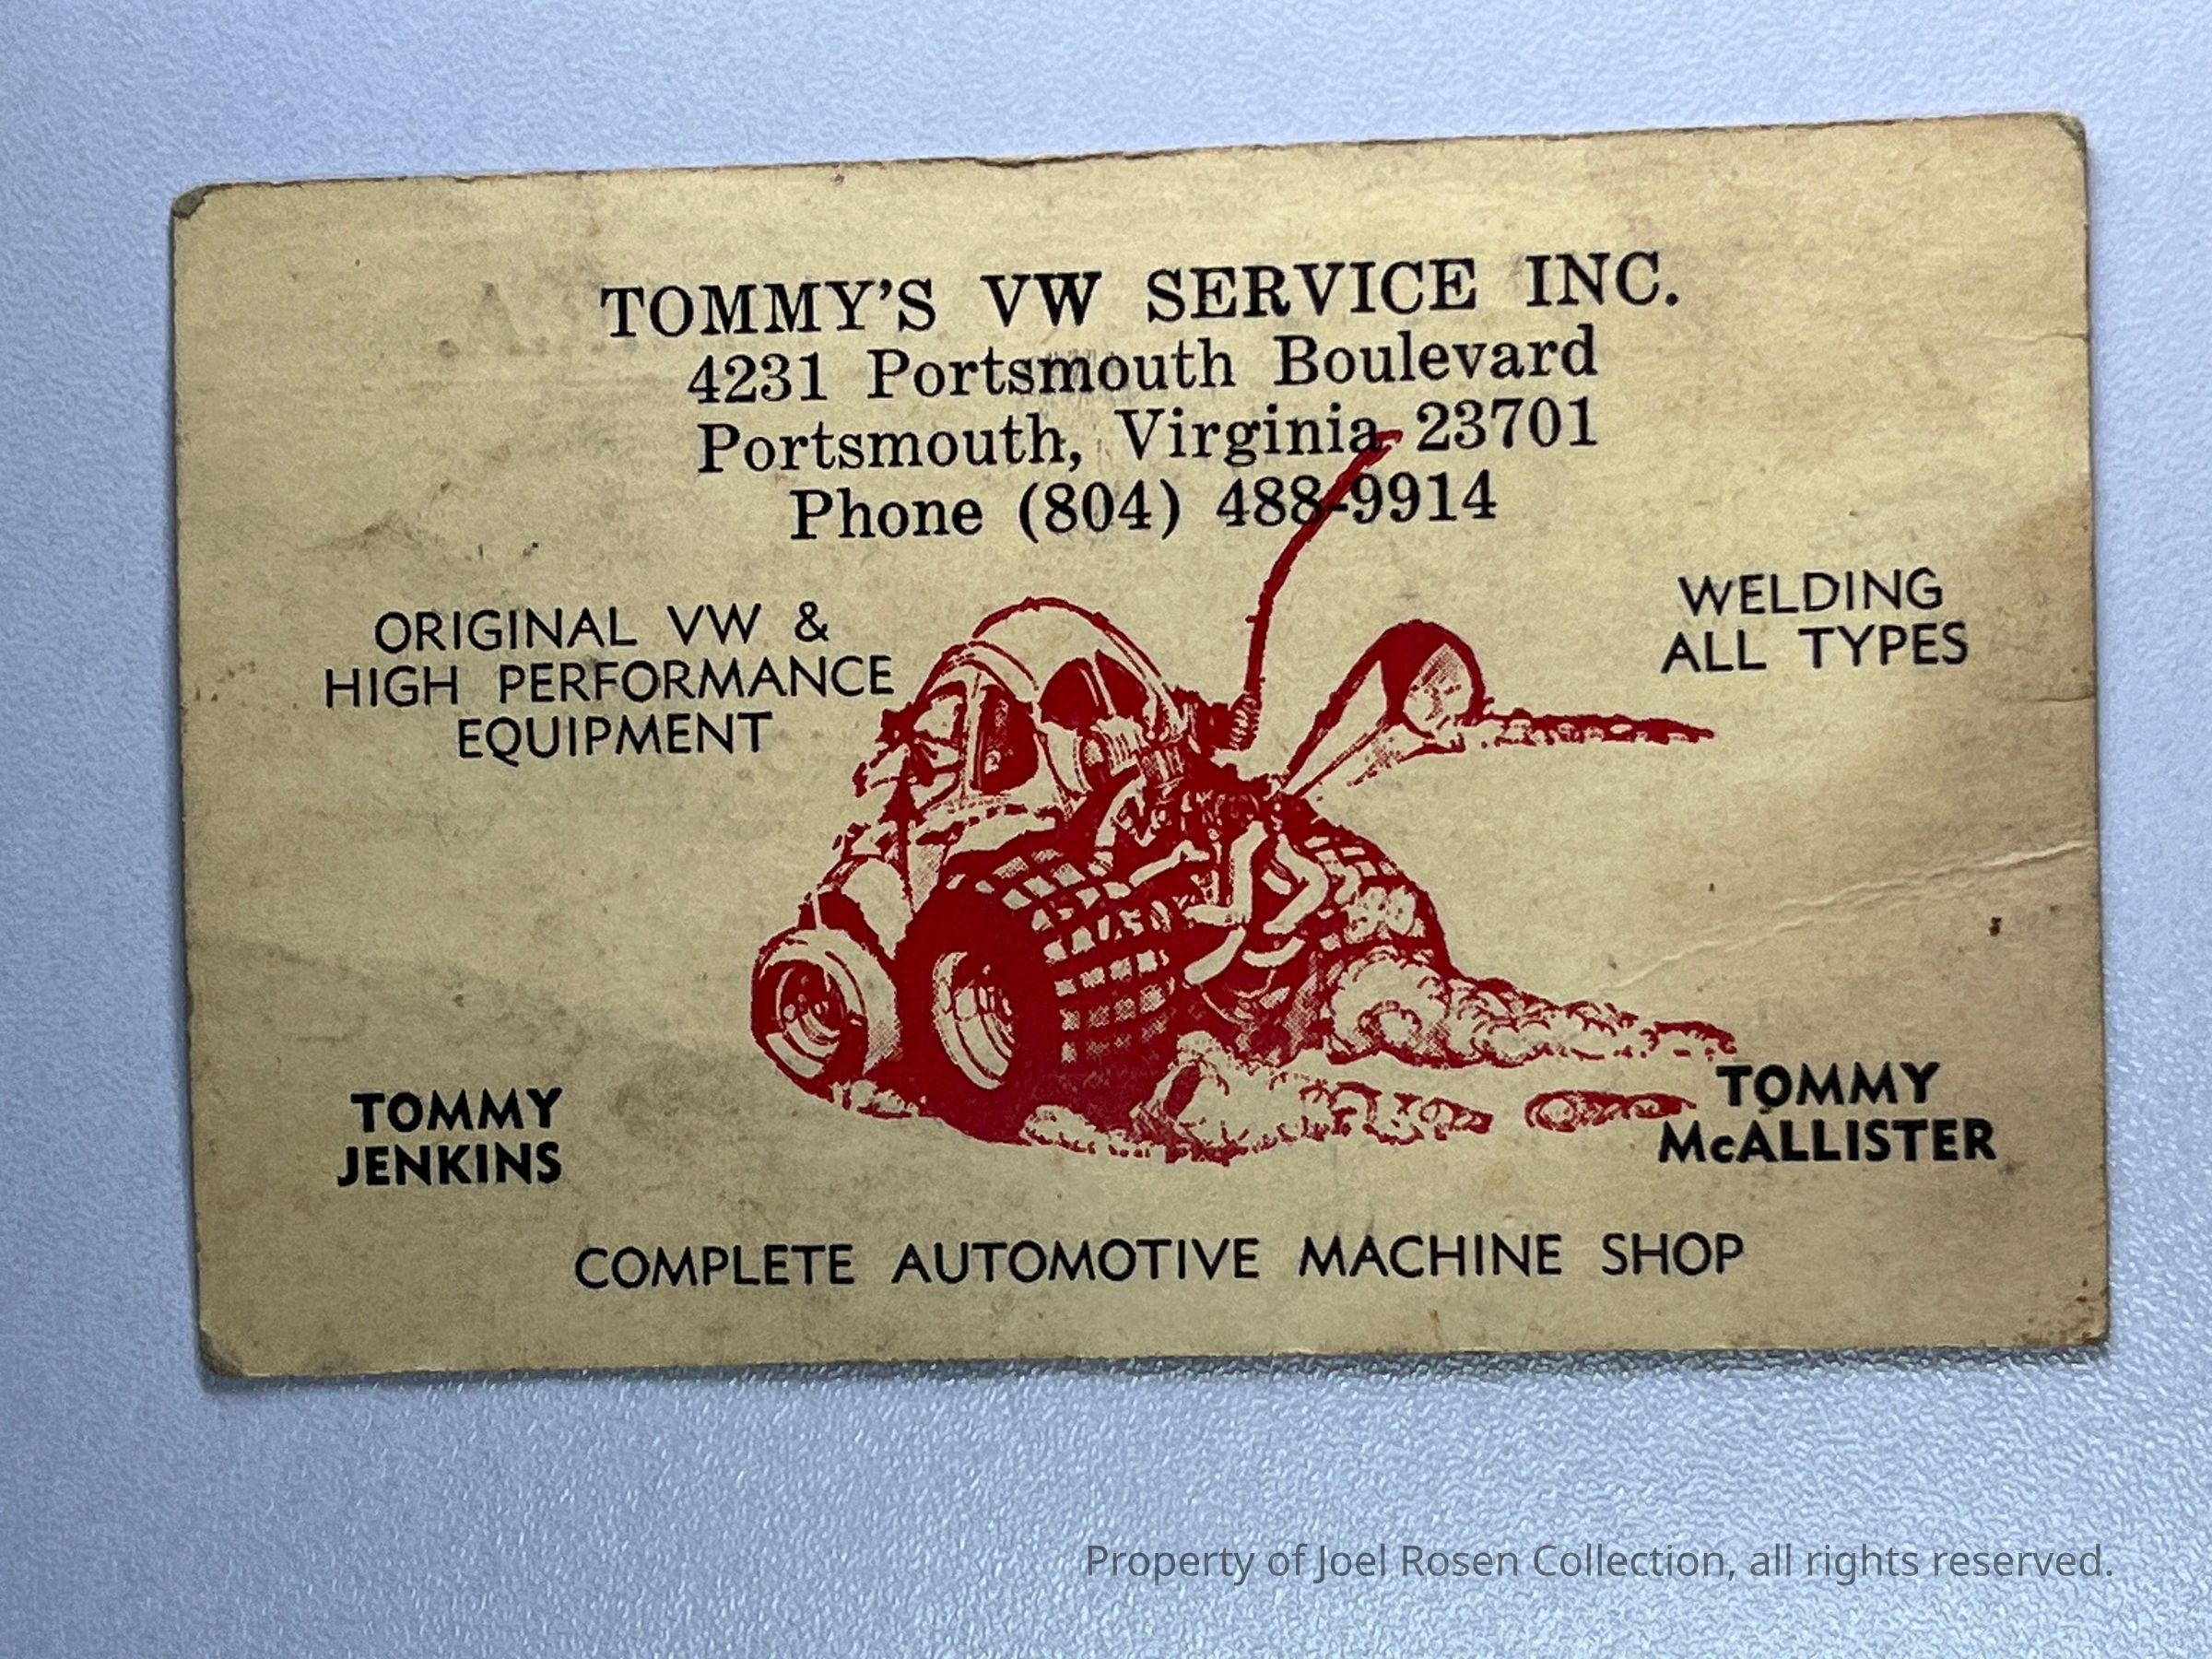 TOMMY'S VW SERVICE INC.
4231 Portsmouth Boulevard
Portsmouth, Virginia 23701
Phone (804) 488-9914
ORIGINAL VW &
HIGH PERFORMANCE
EQUIPMENT
WELDING
ALL TYPES
TOMMY
JENKINS
TOMMY
McALLISTER
COMPLETE AUTOMOTIVE MACHINE SHOP
Property of Joel Rosen Collection, all rights reserved.